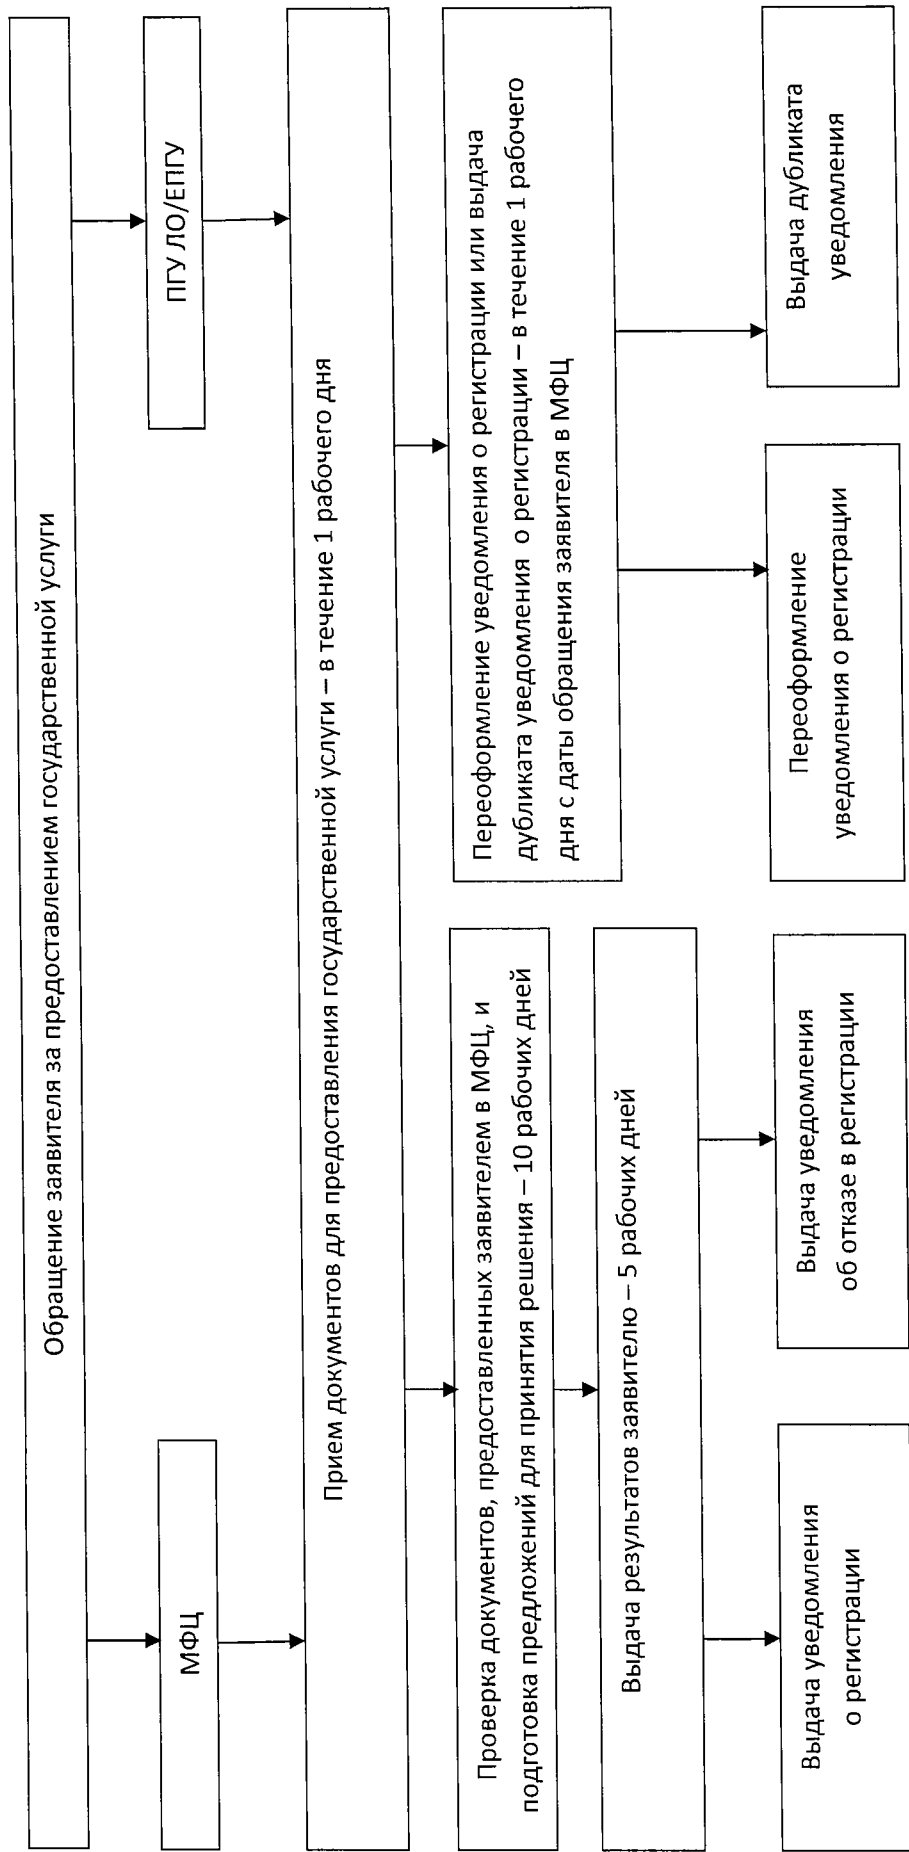 Обращение заявителя за предоставлением государственной услуги
МФЦ
ПГУ ЛО/ЕПГУ
Прием документов для предоставления государственной услуги – в течение 1 рабочего дня
Проверка документов, предоставленных заявителем в МФЦ, и
подготовка предложений для принятия решения – 10 рабочих дней
Переоформление уведомления о регистрации или выдача
дубликата уведомления о регистрации – в течение 1 рабочего
дня с даты обращения заявителя в МФЦ
Выдача результатов заявителю – 5 рабочих дней
Выдача уведомления
о регистрации
Выдача уведомления
об отказе в регистрации
Переоформление
уведомления о регистрации
Выдача дубликата
уведомления